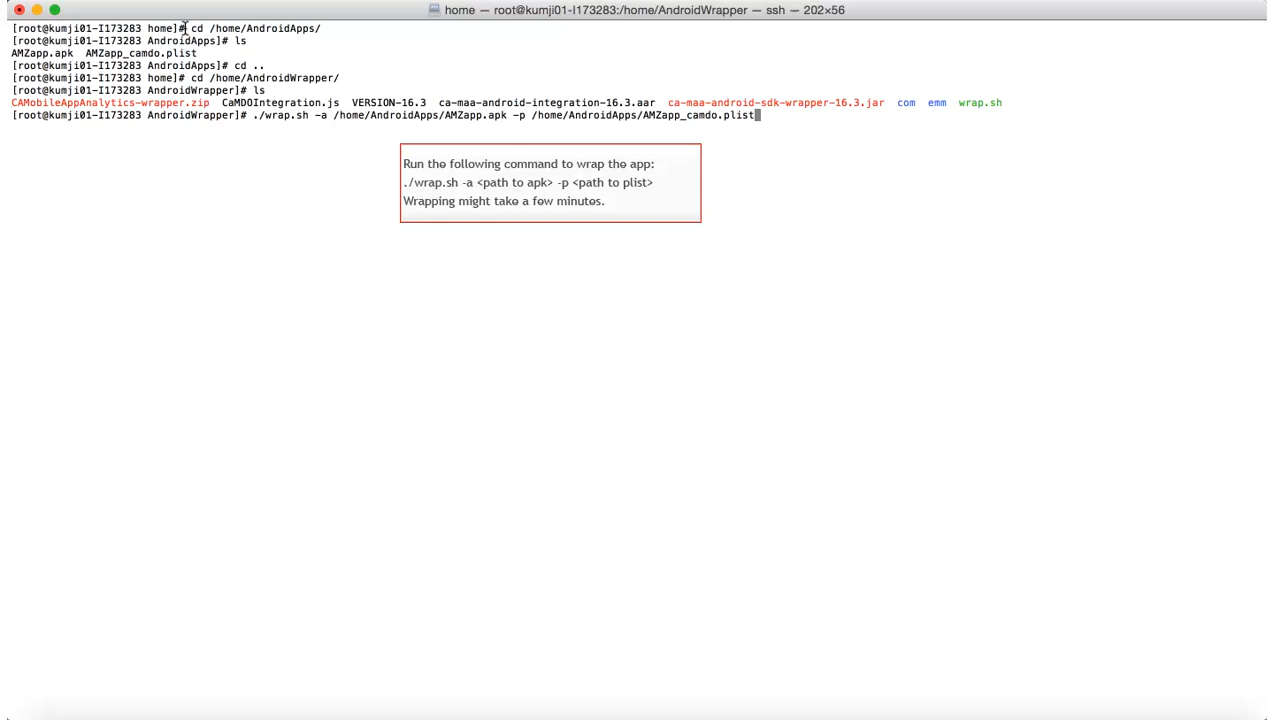 home — root@kumji01-I173283:/home/AndroidWrapper — ssh — 202×56
[root@kumji01-I173283 home]# cd /home/AndroidApps/
[root@kumji01-I173283 AndroidApps]# ls
AMZapp.apk  AMZapp_camdo.plist
[root@kumji01-I173283 AndroidApps]# cd ..
[root@kumji01-I173283 home]# cd /home/AndroidWrapper/
[root@kumji01-I173283 AndroidWrapper]# ls
CAMobileAppAnalytics-wrapper.zip  CaMDOIntegration.js  VERSION-16.3  ca-maa-android-integration-16.3.aar  ca-maa-android-sdk-wrapper-16.3.jar  com  emm  wrap.sh
[root@kumji01-I173283 AndroidWrapper]# ./wrap.sh -a /home/AndroidApps/AMZapp.apk -p /home/AndroidApps/AMZapp_camdo.plist
Run the following command to wrap the app:
./wrap.sh -a <path to apk> -p <path to plist>
Wrapping might take a few minutes.